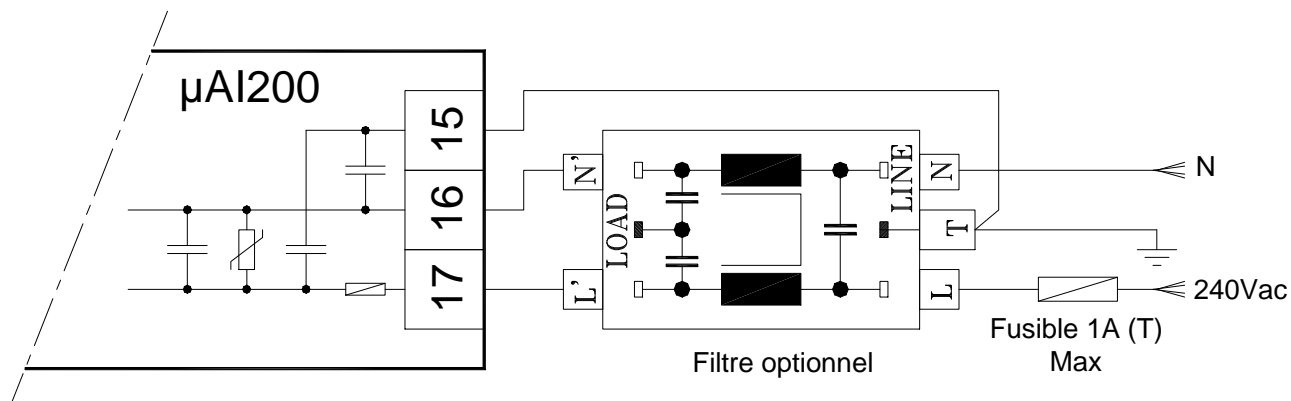 µAI200
15
16
17
N'
L'
LOAD
LINE
N
T
L
N
240Vac
Fusible 1A (T)
Max
Filtre optionnel